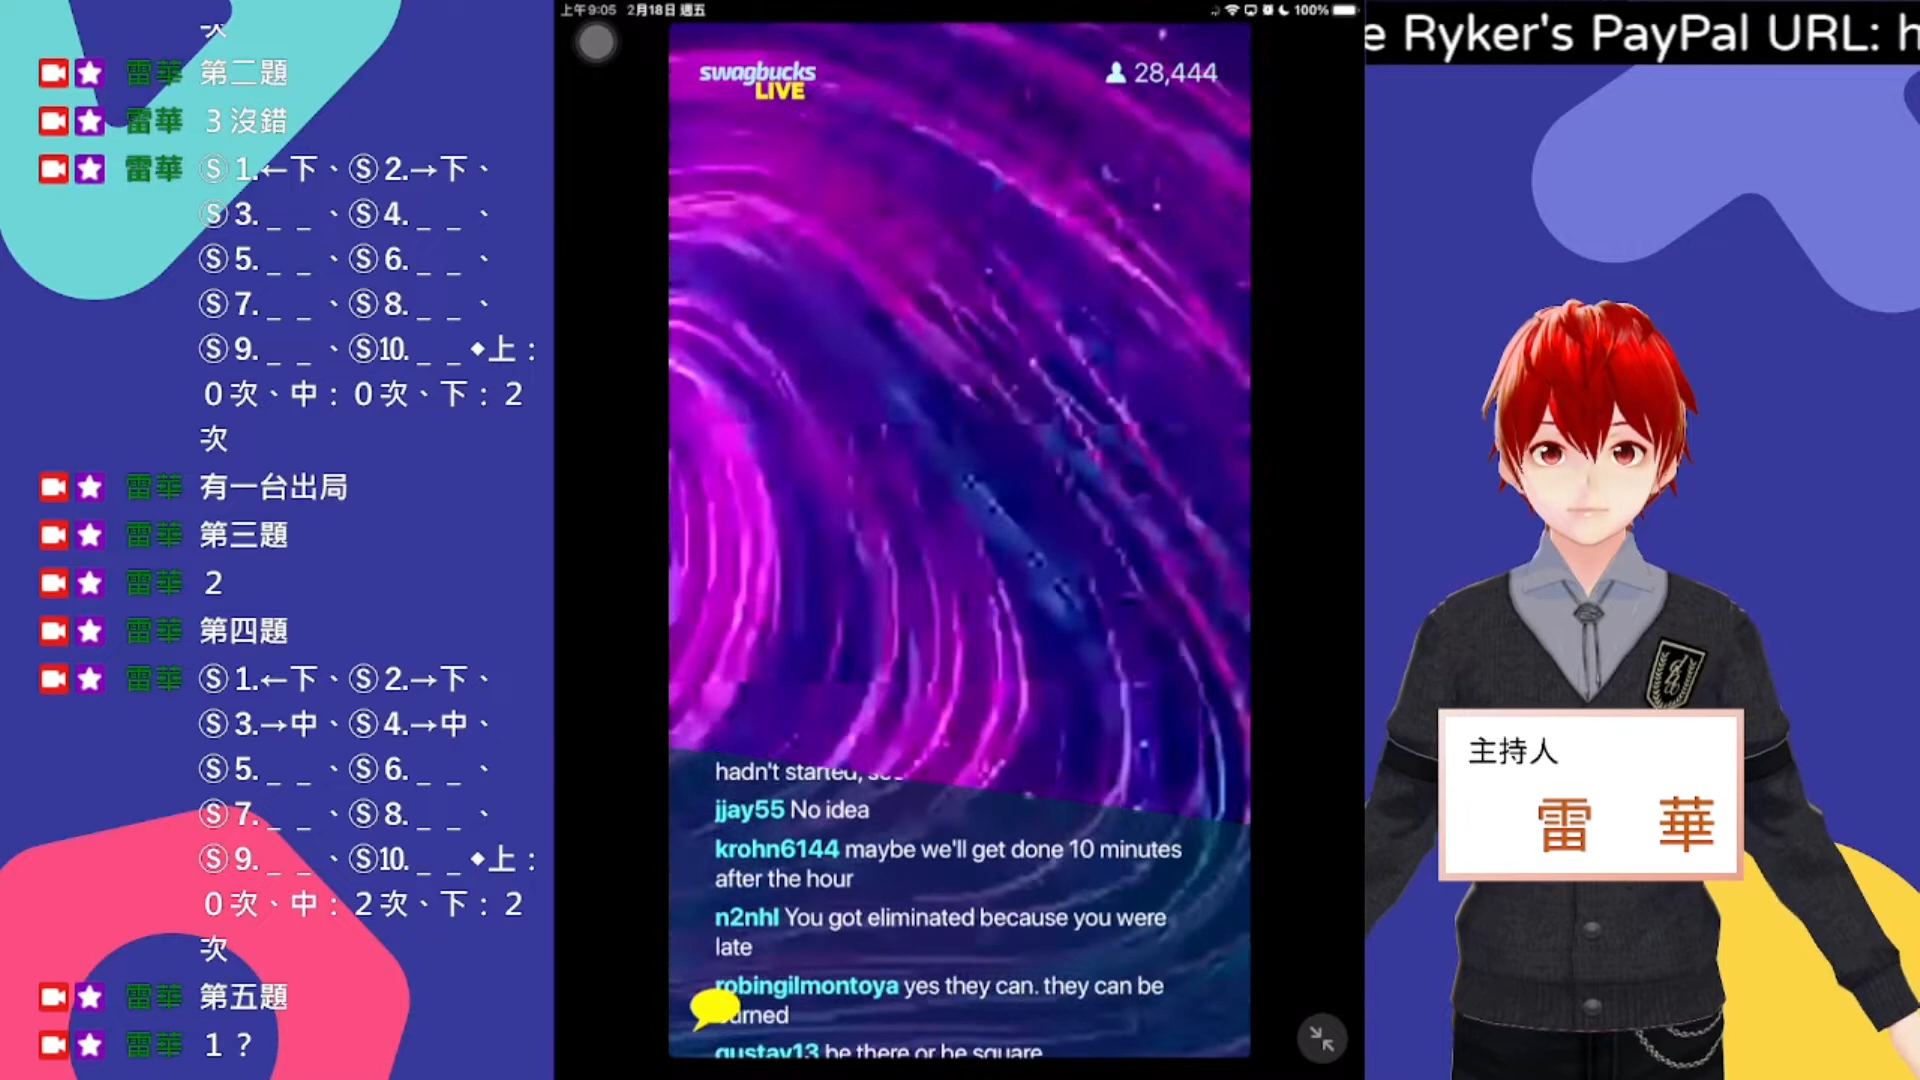 次
雷華 第二題
雷華 3 沒錯
雷華 Ⓢ1.←下、Ⓢ2.→下、
Ⓢ3._ _ 、Ⓢ4._ _ 、
Ⓢ5._ _ 、Ⓢ6._ _ 、
Ⓢ7._ _ 、Ⓢ8._ _ 、
Ⓢ9._ _ 、Ⓢ10._ _ ◆上：
0次、中：0次、下：2
次
雷華 有一台出局
雷華 第三題
雷華 2
雷華 第四題
雷華 Ⓢ1.←下、Ⓢ2.→下、
Ⓢ3.→中、Ⓢ4.→中、
Ⓢ5._ _ 、Ⓢ6._ _ 、
Ⓢ7._ _ 、Ⓢ8._ _ 、
Ⓢ9._ _ 、Ⓢ10._ _ ◆上：
0次、中：2次、下：2
次
雷華 第五題
雷華 1？
上午9:05 2月18日 週五
100%
swagbucks
LIVE
28,444
hadn't started,
jjay55 No idea
krohn6144 maybe we'll get done 10 minutes
after the hour
n2nhl You got eliminated because you were
late
robingilmontoya yes they can. they can be
gustav13 be there or be square
e Ryker's PayPal URL: h
主持人
雷 華